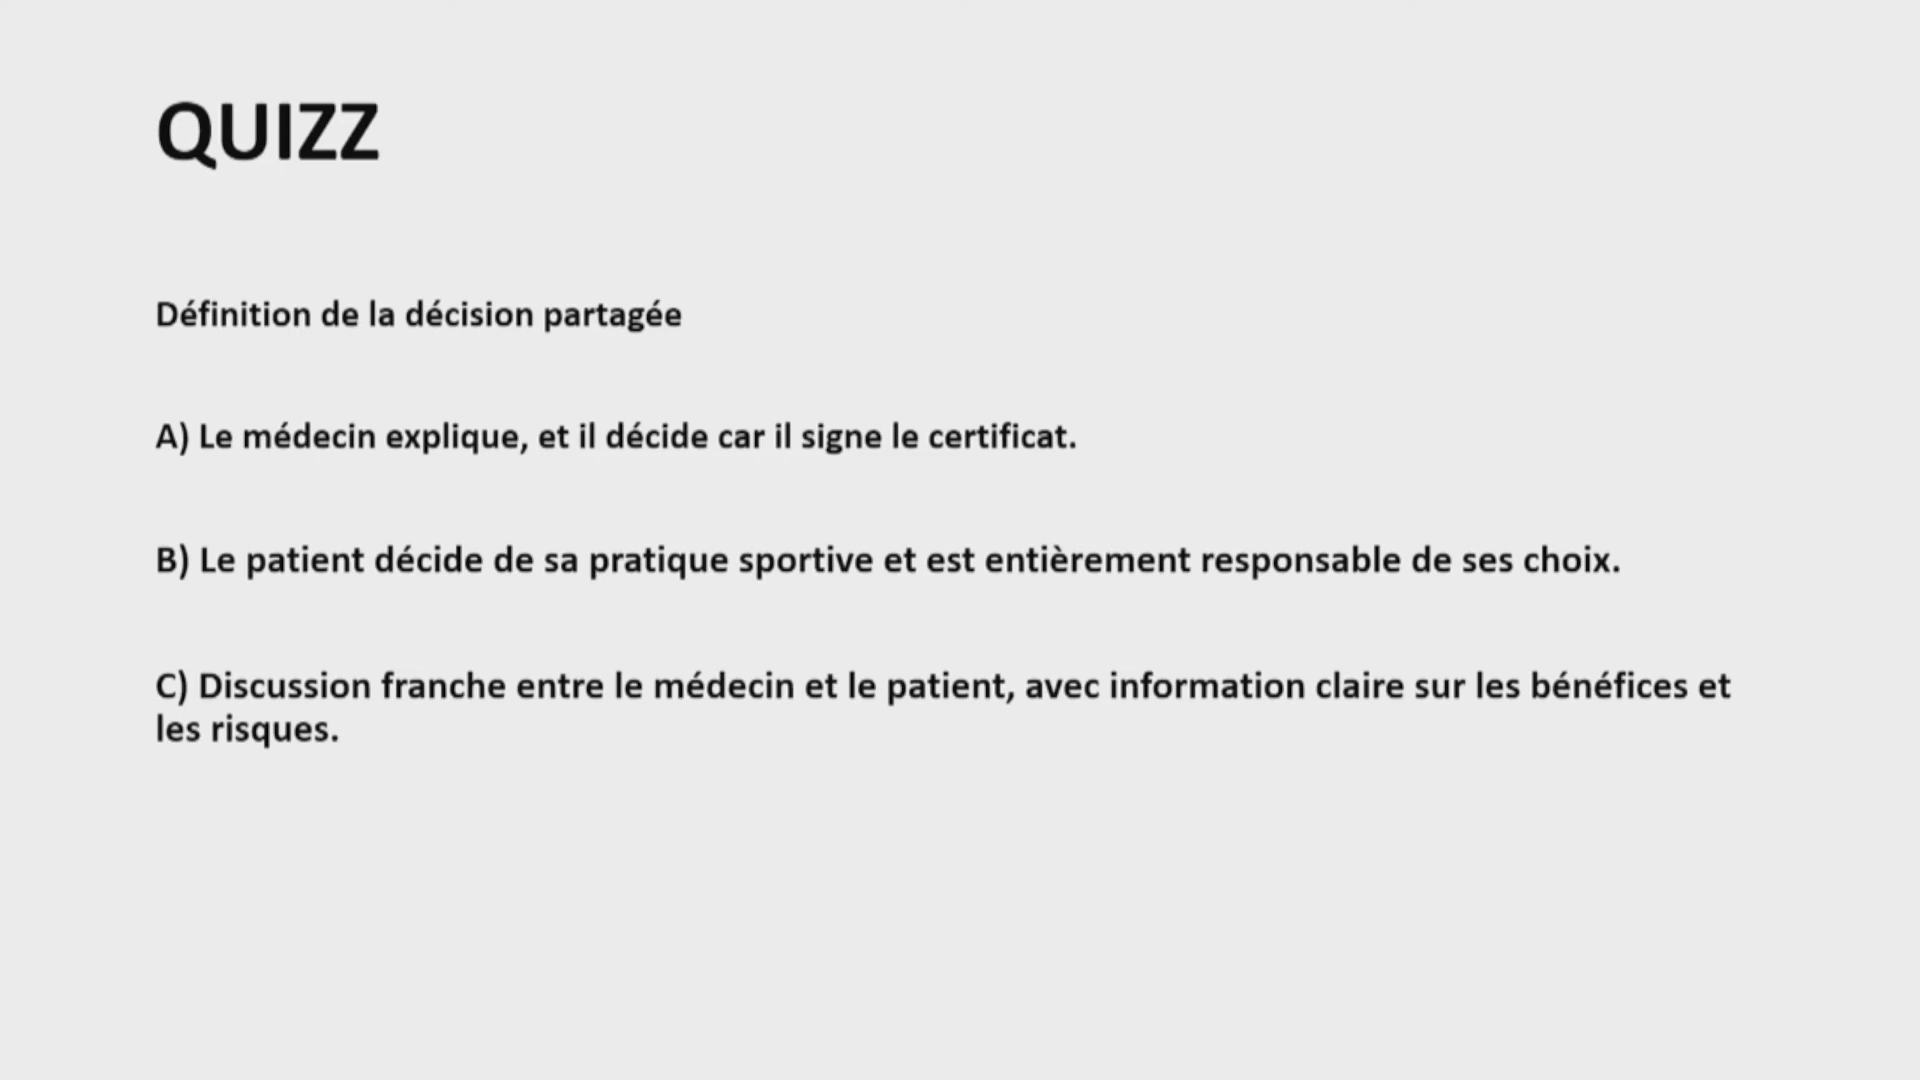 QUIZZ
Définition de la décision partagée
A) Le médecin explique, et il décide car il signe le certificat.
B) Le patient décide de sa pratique sportive et est entièrement responsable de ses choix.
C) Discussion franche entre le médecin et le patient, avec information claire sur les bénéfices et
les risques.